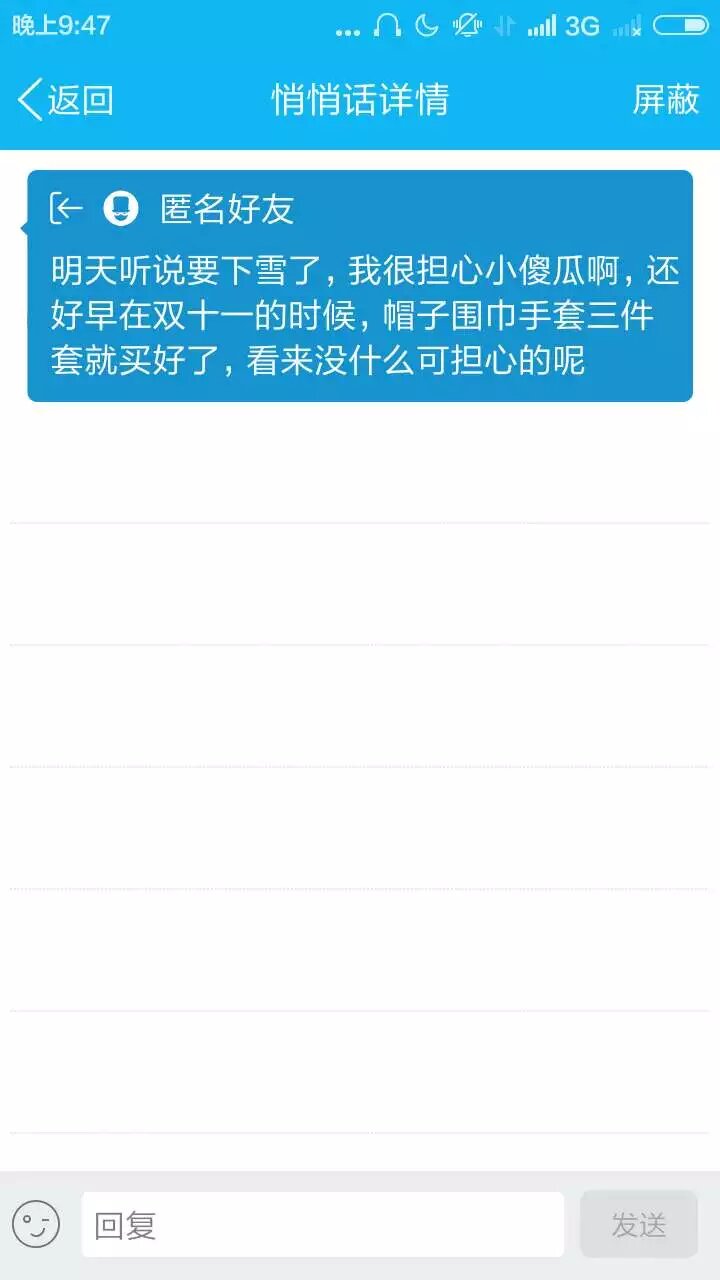 晚上9:47
3G
返回
悄悄话详情
屏蔽
匿名好友
明天听说要下雪了，我很担心小傻瓜啊，还
好早在双十一的时候，帽子围巾手套三件
套就买好了，看来没什么可担心的呢
回复
发送